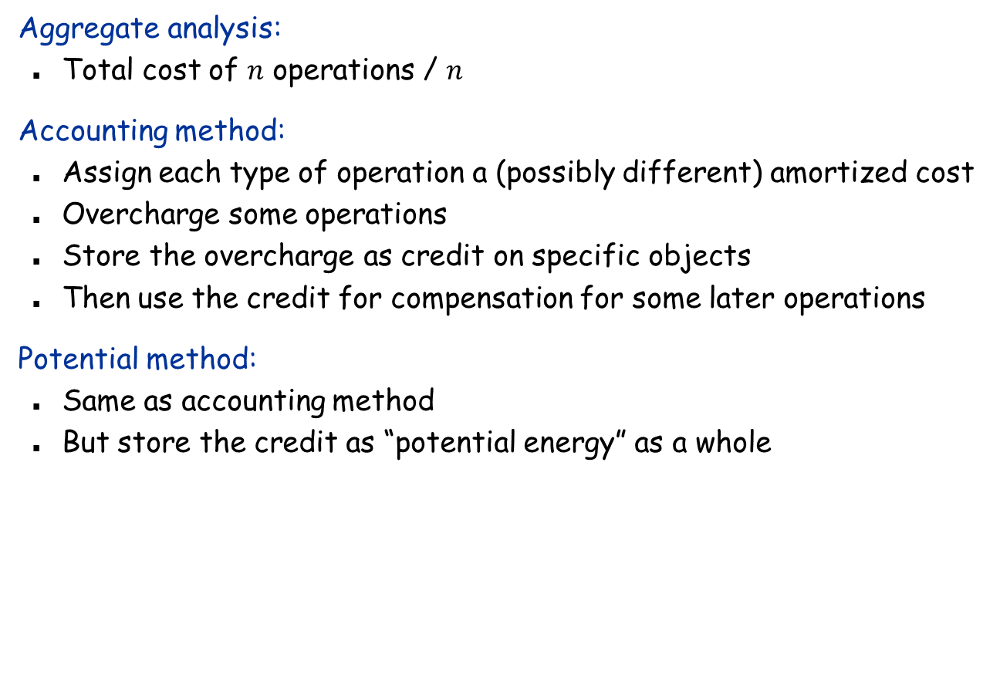 Aggregate analysis:
▪ Total cost of n operations / n
Accounting method:
▪ Assign each type of operation a (possibly different) amortized cost
▪ Overcharge some operations
▪ Store the overcharge as credit on specific objects
▪ Then use the credit for compensation for some later operations
Potential method:
▪ Same as accounting method
▪ But store the credit as “potential energy” as a whole